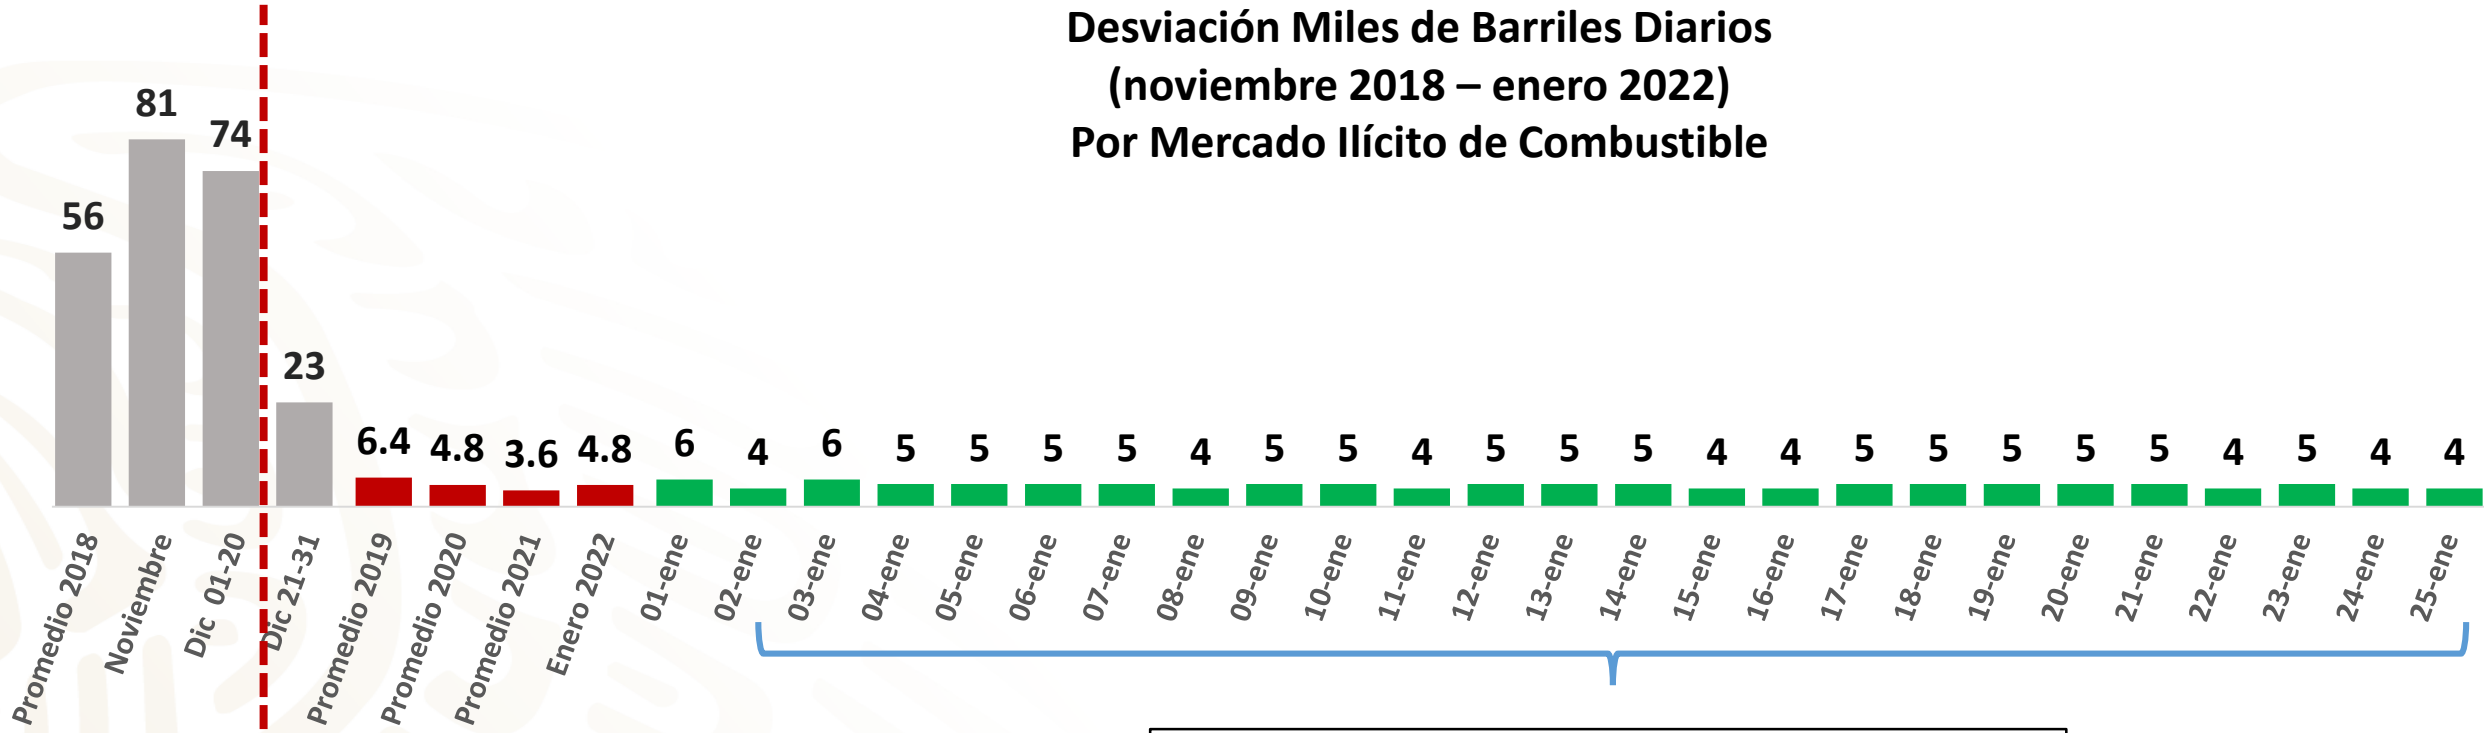 Desviación Miles de Barriles Diarios
(noviembre 2018 – enero 2022)
Por Mercado Ilícito de Combustible
56
81
74
23
6.4
4.8
3.6
4.8
6
4
6
5
5
5
5
4
5
5
4
5
5
5
4
4
5
5
5
5
5
4
5
4
4
Promedio 2018
Noviembre
Dic 01-20
Dic 21-31
Promedio 2019
Promedio 2020
Promedio 2021
Enero 2022
01-ene
02-ene
03-ene
04-ene
05-ene
06-ene
07-ene
08-ene
09-ene
10-ene
11-ene
12-ene
13-ene
14-ene
15-ene
16-ene
17-ene
18-ene
19-ene
20-ene
21-ene
22-ene
23-ene
24-ene
25-ene